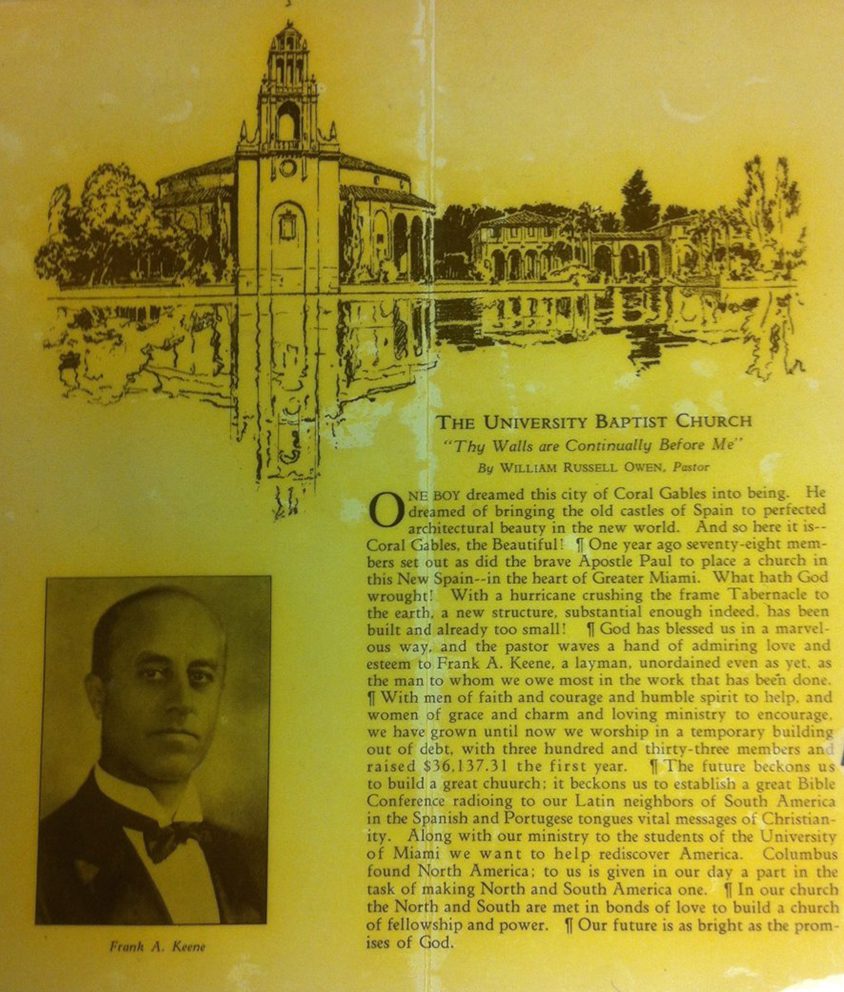 THE UNIVERSITY BAPTIST CHURCH
"Thy Walls are Continually Before Me"
By WILLIAM RUSSELL OWEN, Pastor
ONE BOY dreamed this city of Coral Gables into being. He
dreamed of bringing the old castles of Spain to perfected
architectural beauty in the new world. And so here it is--
Coral Gables, the Beautiful! ¶ One year ago seventy-eight mem-
bers set out as did the brave Apostle Paul to place a church in
this New Spain--in the heart of Greater Miami. What hath God
wrought! With a hurricane crushing the frame Tabernacle to
the earth, a new structure, substantial enough indeed, has been
built and already too small! ¶ God has blessed us in a marvel-
ous way, and the pastor waves a hand of admiring love and
esteem to Frank A. Keene, a layman, unordained even as yet, as
the man to whom we owe most in the work that has been done.
¶ With men of faith and courage and humble spirit to help, and
women of grace and charm and loving ministry to encourage,
we have grown until now we worship in a temporary building
out of debt, with three hundred and thirty-three members and
raised $36,137.31 the first year. ¶ The future beckons us
to build a great chuurch; it beckons us to establish a great Bible
Conference radioing to our Latin neighbors of South America
in the Spanish and Portugese tongues vital messages of Christian-
ity. Along with our ministry to the students of the University
of Miami we want to help rediscover America. Columbus
found North America; to us is given in our day a part in the
task of making North and South America one. ¶ In our church
the North and South are met in bonds of love to build a church
of fellowship and power. ¶ Our future is as bright as the prom-
ises of God.
Frank A. Keene